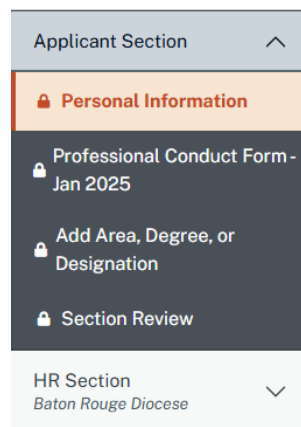 Applicant Section
Personal Information
Professional Conduct Form -
Jan 2025
Add Area, Degree, or
Designation
Section Review
HR Section
Baton Rouge Diocese